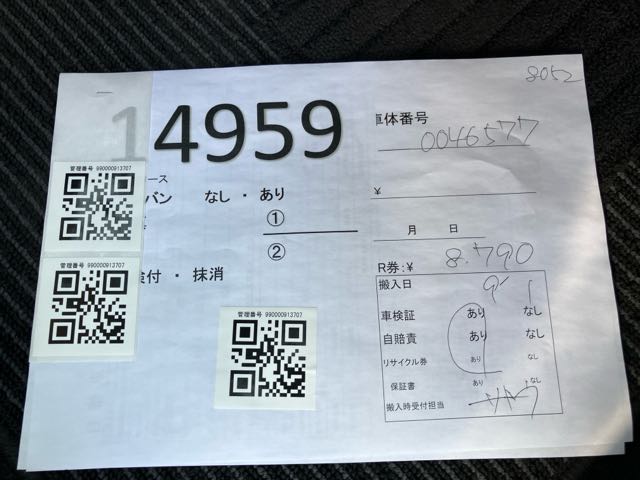 8052
14959
車体番号
0046577
管理番号 990000913707
ース
バン なし ・ あり
¥
①
②
月 日
検付 ・ 抹消
R券:¥ 8.790
管理番号 990000913707
搬入日 9/1
車検証 あり なし
自賠責 あり なし
リサイクル券 あり なし
保証書 あり なし
搬入時受付担当
管理番号 990000913707